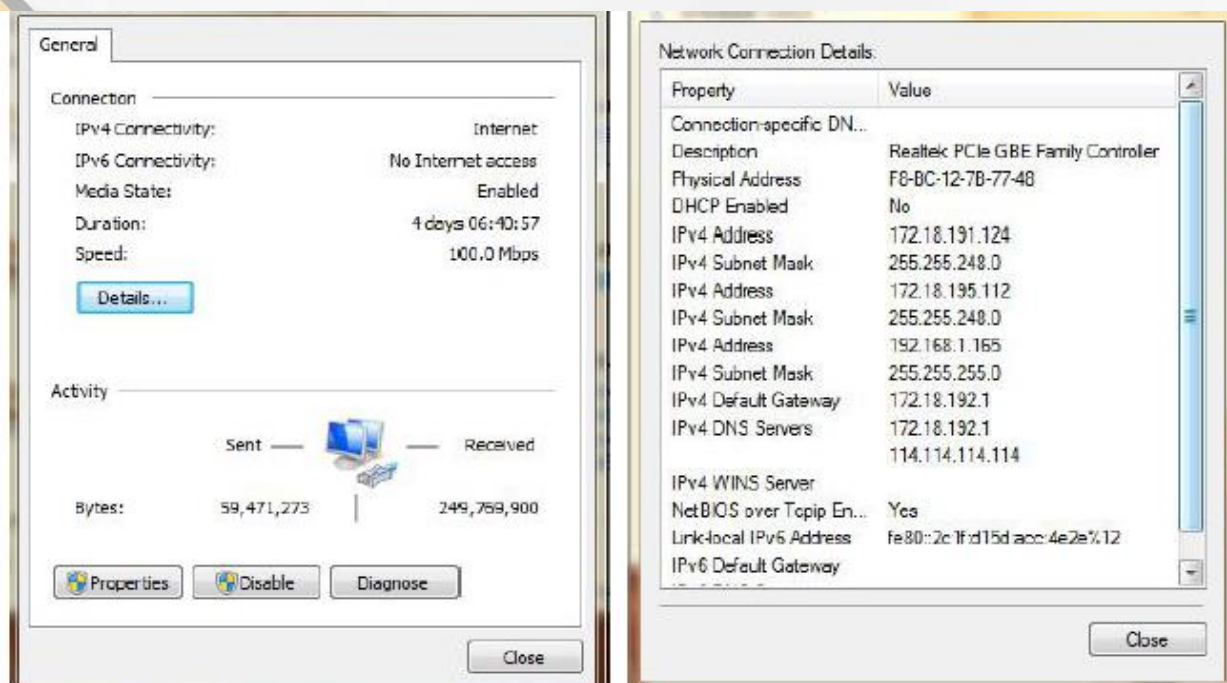 General
Connection
IPv4 Connectivity: Internet
IPv6 Connectivity: No Internet access
Media State: Enabled
Duration: 4 days 06:40:57
Speed: 100.0 Mbps
Details...
Activity
Sent Received
Bytes: 59,471,273 249,769,900
Properties Disable Diagnose
Close
Network Connection Details:
Property Value
Connection-specific DN...
Description Realtek PCIe GBE Family Controller
Physical Address F8-BC-12-7B-77-48
DHCP Enabled No
IPv4 Address 172.18.191.124
IPv4 Subnet Mask 255.255.248.0
IPv4 Address 172.18.195.112
IPv4 Subnet Mask 255.255.248.0
IPv4 Address 192.168.1.165
IPv4 Subnet Mask 255.255.255.0
IPv4 Default Gateway 172.18.192.1
IPv4 DNS Servers 172.18.192.1
114.114.114.114
IPv4 WINS Server
NetBIOS over Tcpip En... Yes
Link-local IPv6 Address
IPv6 Default Gateway
Close